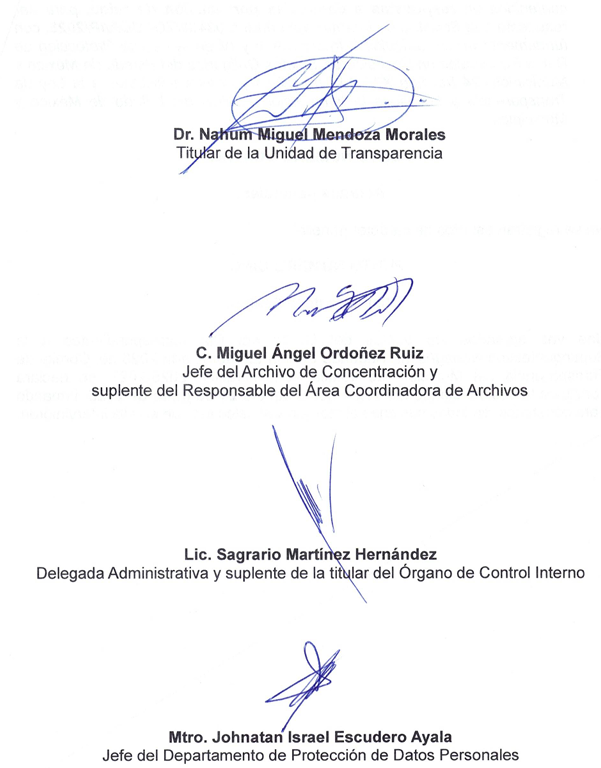 Dr. Nahum Miguel Mendoza Morales
Titular de la Unidad de Transparencia
C. Miguel Ángel Ordoñez Ruiz
Jefe del Archivo de Concentración y
suplente del Responsable del Área Coordinadora de Archivos
Lic. Sagrario Martínez Hernández
Delegada Administrativa y suplente de la titular del Órgano de Control Interno
Mtro. Johnatan Israel Escudero Ayala
Jefe del Departamento de Protección de Datos Personales